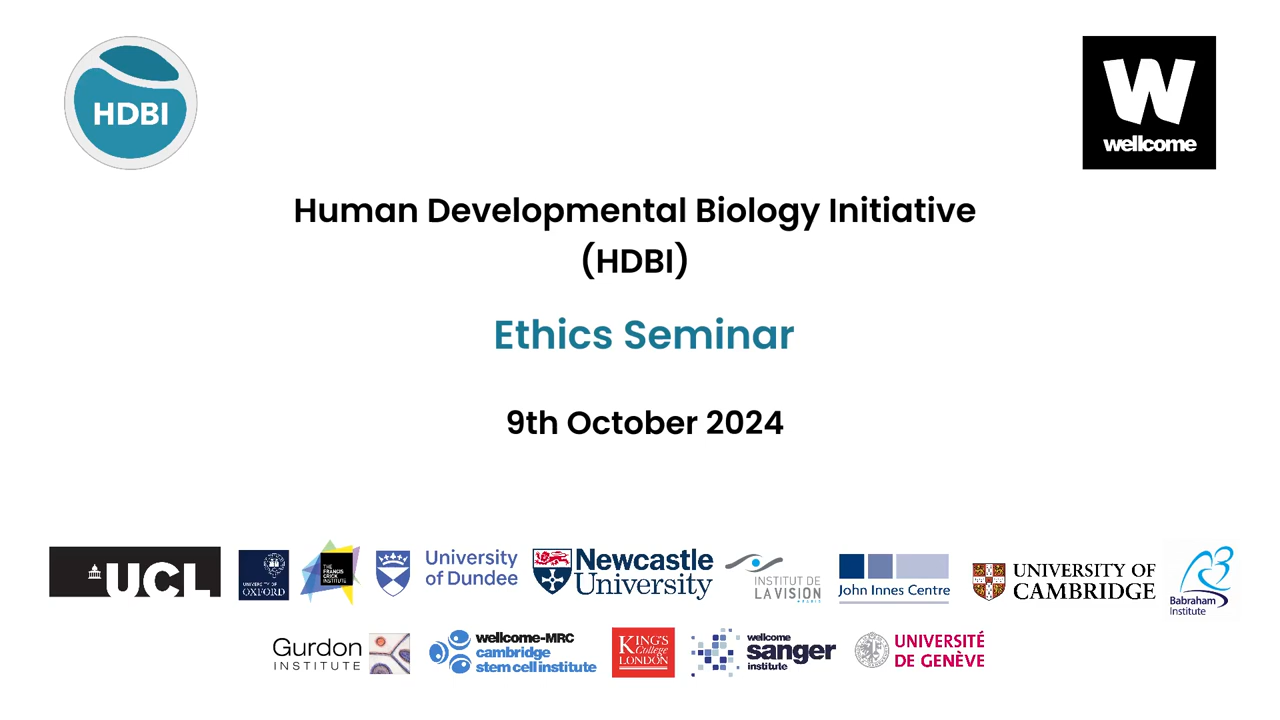 HDBI
W
wellcome
Human Developmental Biology Initiative
(HDBI)
Ethics Seminar
9th October 2024
UCL
UNIVERSITY OF
OXFORD
THE
FRANCIS
CRICK
INSTITUTE
University
of Dundee
Newcastle
University
INSTITUT DE
LA VISION
PARIS
John Innes Centre
UNIVERSITY OF
CAMBRIDGE
Babraham
Institute
Gurdon
INSTITUTE
wellcome-MRC
cambridge
stem cell institute
KING'S
College
LONDON
wellcome
sanger
institute
UNIVERSITÉ
DE GENÈVE